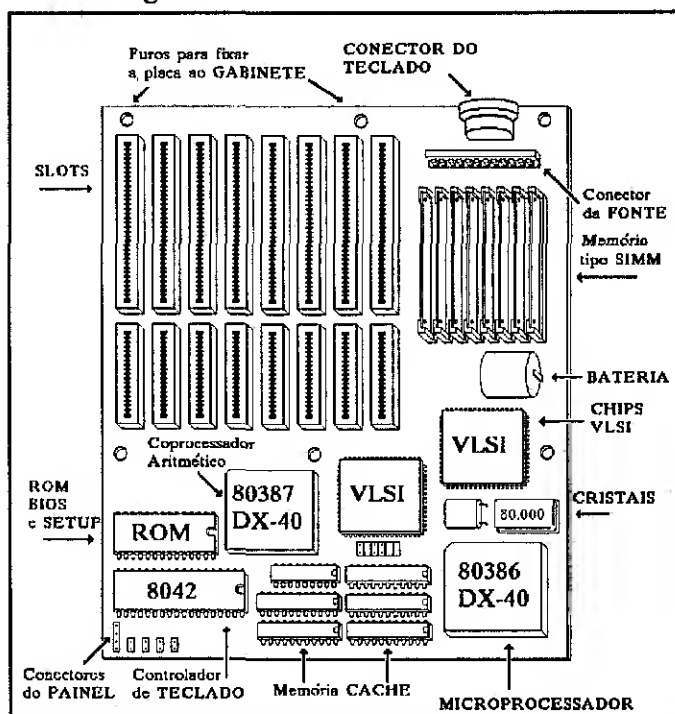 Furos para fixar
a placa ao GABINETE
CONECTOR DO
TECLADO
SLOTS
Conector
da FONTE
Memória
tipo SIMM
BATERIA
CHIPS
VLSI
VLSI
Coprocessador
Aritmético
80387
DX-40
VLSI
ROM
BIOS
e SETUP
CRISTAIS
80.000
ROM
8042
80386
DX-40
Conectores
do PAINEL
Controlador
de TECLADO
Memória CACHE
MICROPROCESSADOR